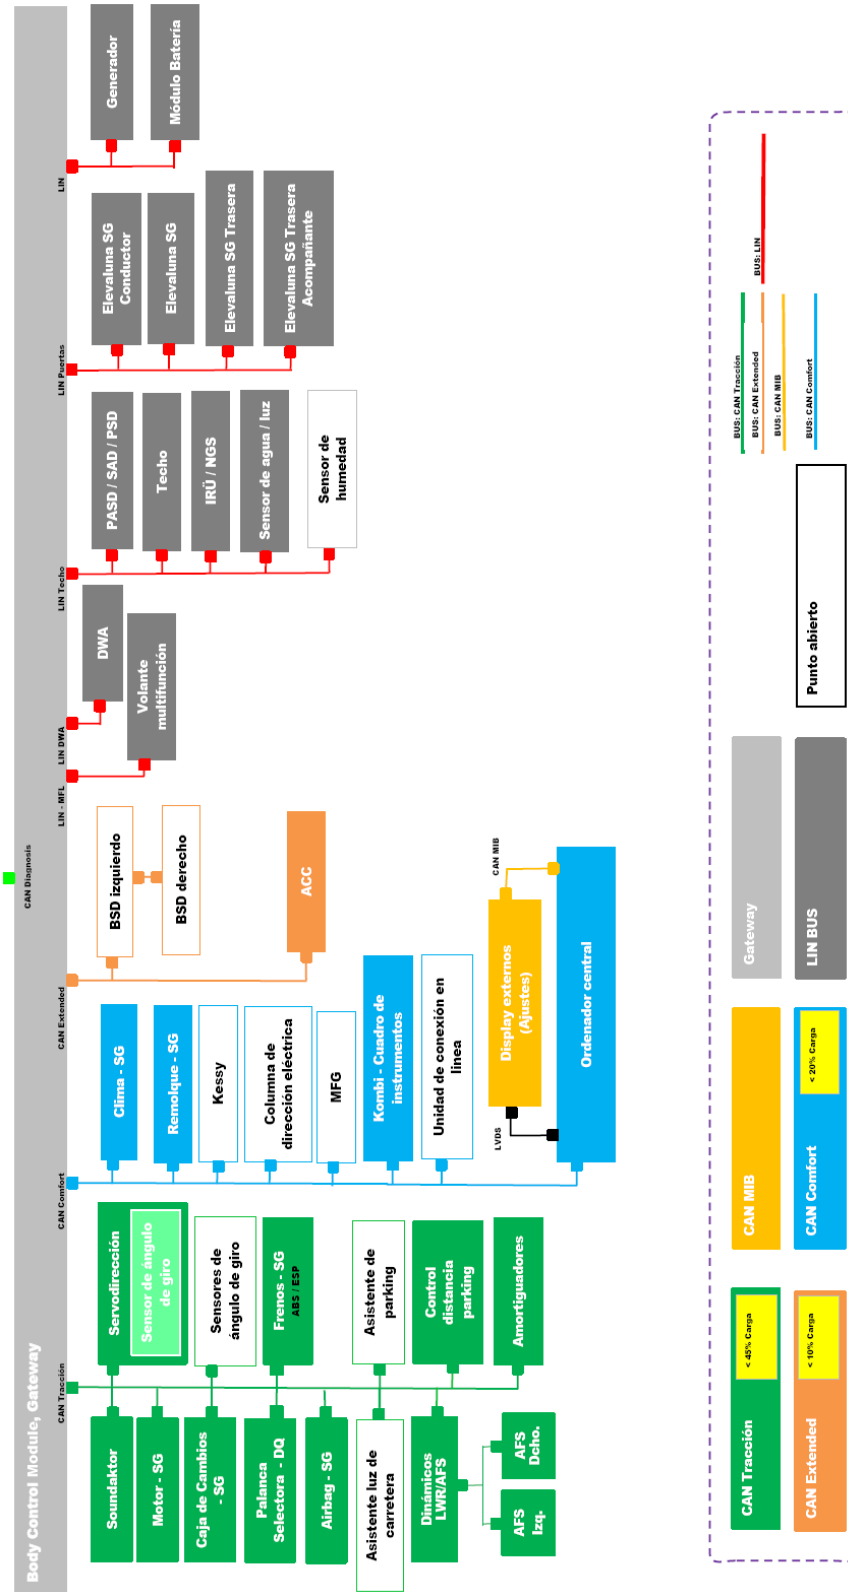 Body Control Module, Gateway
CAN Diagnosis
CAN Tracción
CAN Comfort
CAN Extended
LIN - MFL
LIN DWA
LIN Techo
LIN Puertas
LIN
Soundaktor
Motor - SG
Caja de Cambios
- SG
Palanca
Selectora - DQ
Airbag - SG
Asistente luz de
carretera
Dinámicos
LWR/AFS
AFS
Izq.
AFS
Dcho.
Servodirección
Sensor de ángulo
de giro
Sensores de
ángulo de giro
Frenos - SG
ABS / ESP
Asistente de
parking
Control
distancia
parking
Amortiguadores
Clima - SG
Remolque - SG
Kessy
Columna de
dirección eléctrica
MFG
Kombi - Cuadro de
instrumentos
Unidad de conexión en
linea
LVDS
Display externos
(Ajustes)
CAN MIB
Ordenador central
BSD izquierdo
BSD derecho
ACC
Volante
multifunción
DWA
PASD / SAD / PSD
Techo
IRÜ / NGS
Sensor de agua / luz
Sensor de
humedad
Elevaluna SG
Conductor
Elevaluna SG
Elevaluna SG Trasera
Elevaluna SG Trasera
Acompañante
Generador
Módulo Batería
CAN Tracción
< 45% Carga
CAN MIB
Gateway
CAN Extended
< 10% Carga
CAN Comfort
< 20% Carga
LIN BUS
Punto abierto
BUS: CAN Tracción
BUS: CAN Extended
BUS: CAN MIB
BUS: CAN Comfort
BUS: LIN